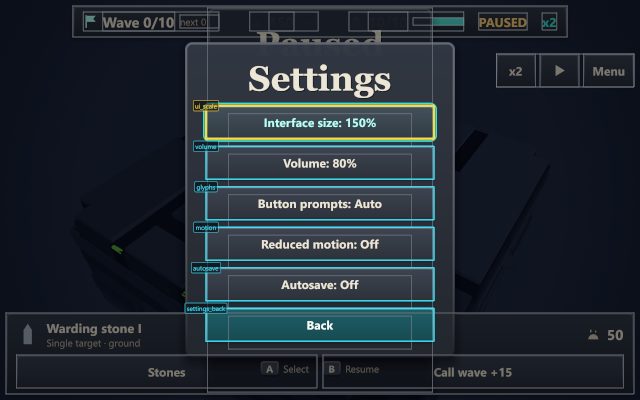 Wave 0/10 next 0
PAUSED
x2
Paused
x2
Menu
Settings
ui_scale
Interface size: 150%
volume
Volume: 80%
glyphs
Button prompts: Auto
motion
Reduced motion: Off
autosave
Autosave: Off
settings_back
Back
Warding stone I
Single target · ground
50
Stones
A Select
B Resume
Call wave +15